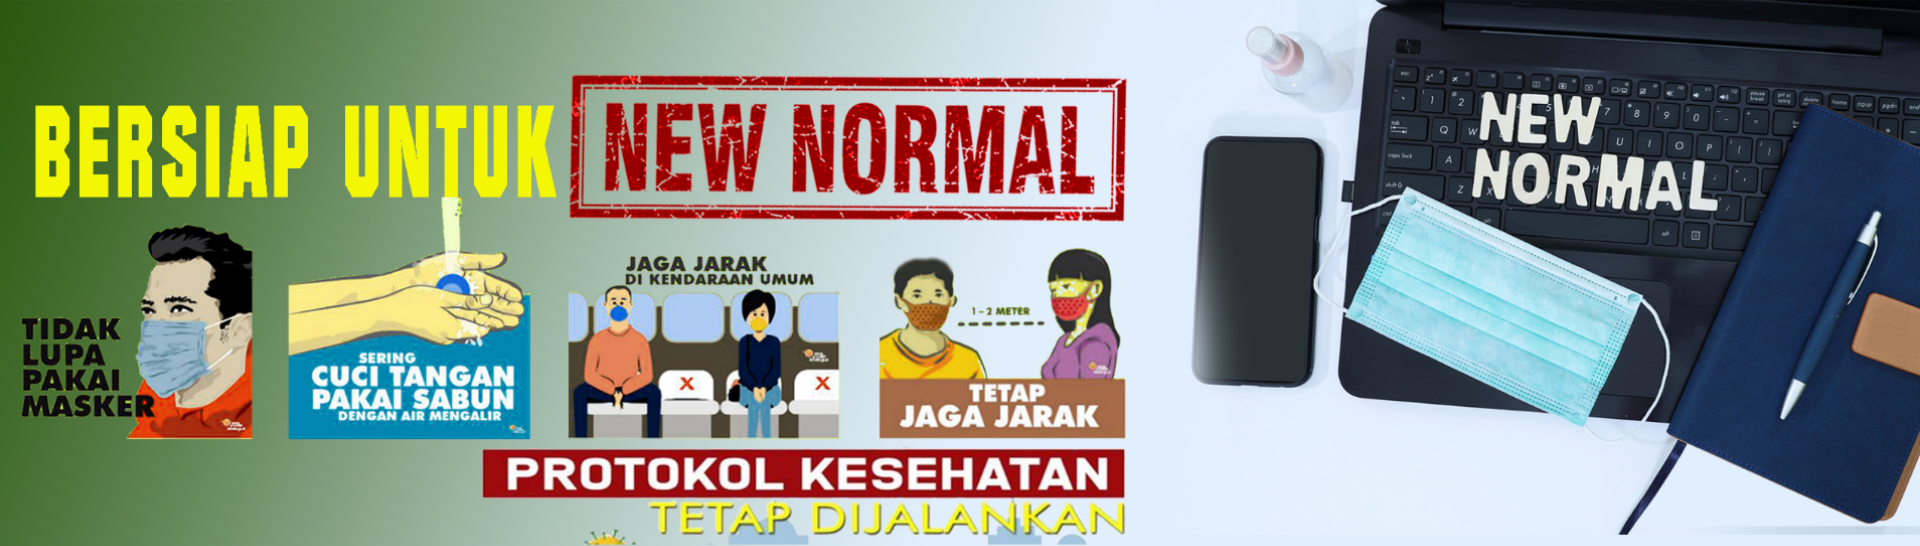 BERSIAP UNTUK NEW NORMAL
TIDAK
LUPA
PAKAI
MASKER
SERING
CUCI TANGAN
PAKAI SABUN
DENGAN AIR MENGALIR
JAGA JARAK
DI KENDARAAN UMUM
X X
1 - 2 METER
TETAP
JAGA JARAK
PROTOKOL KESEHATAN
TETAP DIJALANKAN
NEW
NORMAL